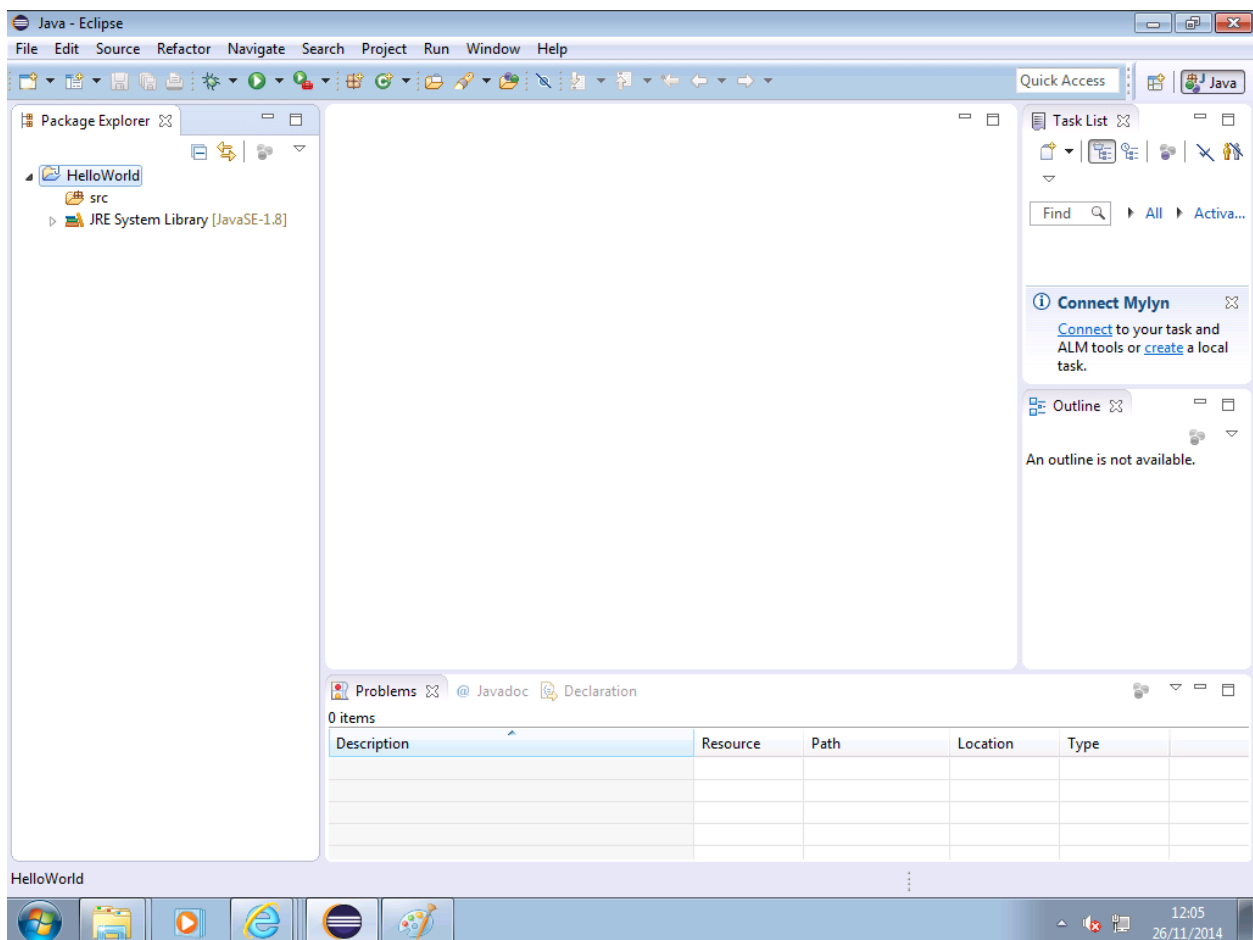 Java - Eclipse
File Edit Source Refactor Navigate Search Project Run Window Help
Quick Access
Java
Package Explorer
HelloWorld
src
JRE System Library [JavaSE-1.8]
Task List
Find
All
Activa...
Connect Mylyn
Connect to your task and
ALM tools or create a local
task.
Outline
An outline is not available.
Problems @ Javadoc Declaration
0 items
Description Resource Path Location Type
HelloWorld
12:05
26/11/2014